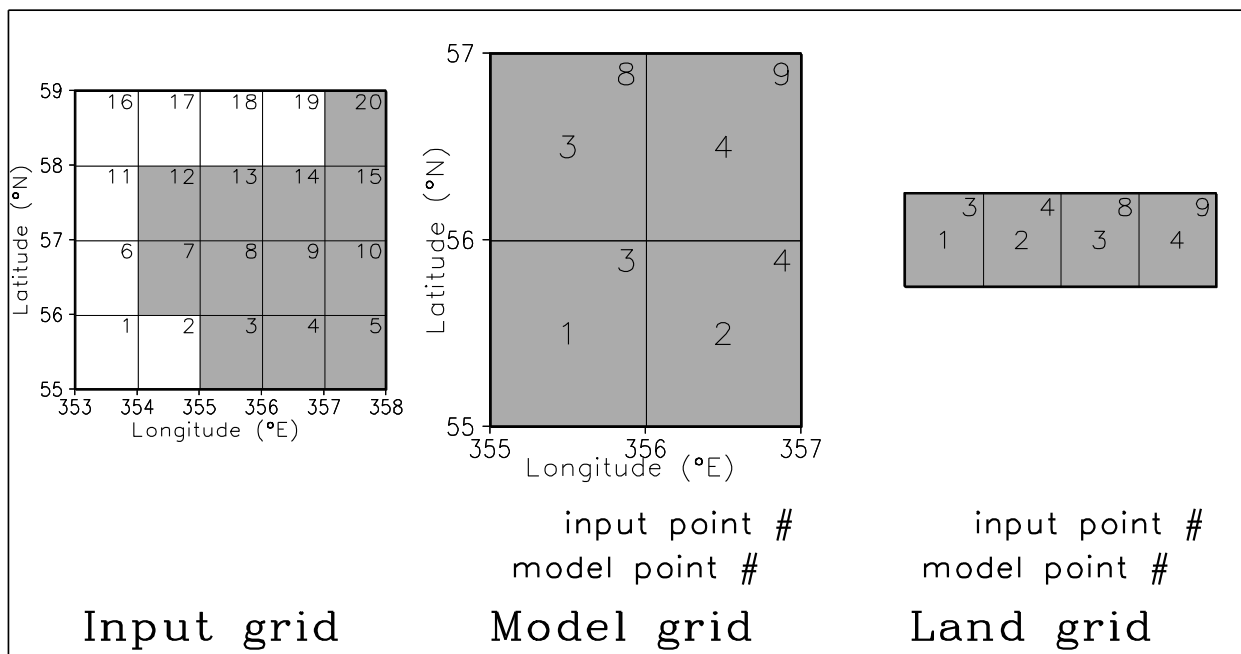 59
16 17 18 19 20
58
11 12 13 14 15
57
6 7 8 9 10
56
1 2 3 4 5
55
353 354 355 356 357 358
Longitude (°E)
Latitude (°N)
57
8 9
3 4
56
3 4
1 2
55
355 356 357
Longitude (°E)
Latitude (°N)
3 4 8 9
1 2 3 4
input point #
model point #
input point #
model point #
Input grid
Model grid
Land grid